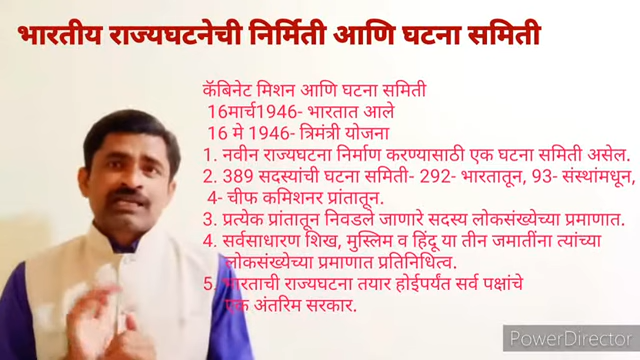 भारतीय राज्यघटनेची निर्मिती आणि घटना समिती
कॅबिनेट मिशन आणि घटना समिती
16मार्च1946- भारतात आले
16 मे 1946- त्रिमंत्री योजना
1. नवीन राज्यघटना निर्माण करण्यासाठी एक घटना समिती असेल.
2. 389 सदस्यांची घटना समिती- 292- भारतातून, 93- संस्थांमधून,
4- चीफ कमिशनर प्रांतातून.
3. प्रत्येक प्रांतातून निवडले जाणारे सदस्य लोकसंख्येच्या प्रमाणात.
4. सर्वसाधारण शिख, मुस्लिम व हिंदू या तीन जमातींना त्यांच्या
लोकसंख्येच्या प्रमाणात प्रतिनिधित्व.
5. भारताची राज्यघटना तयार होईपर्यंत सर्व पक्षांचे
एक अंतरिम सरकार.
PowerDirector